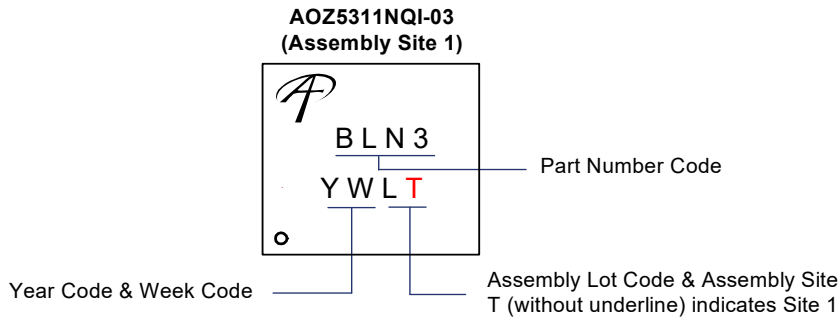 AOZ5311NQI-03
(Assembly Site 1)
BLN3
Part Number Code
YWLT
Year Code & Week Code
Assembly Lot Code & Assembly Site
T (without underline) indicates Site 1